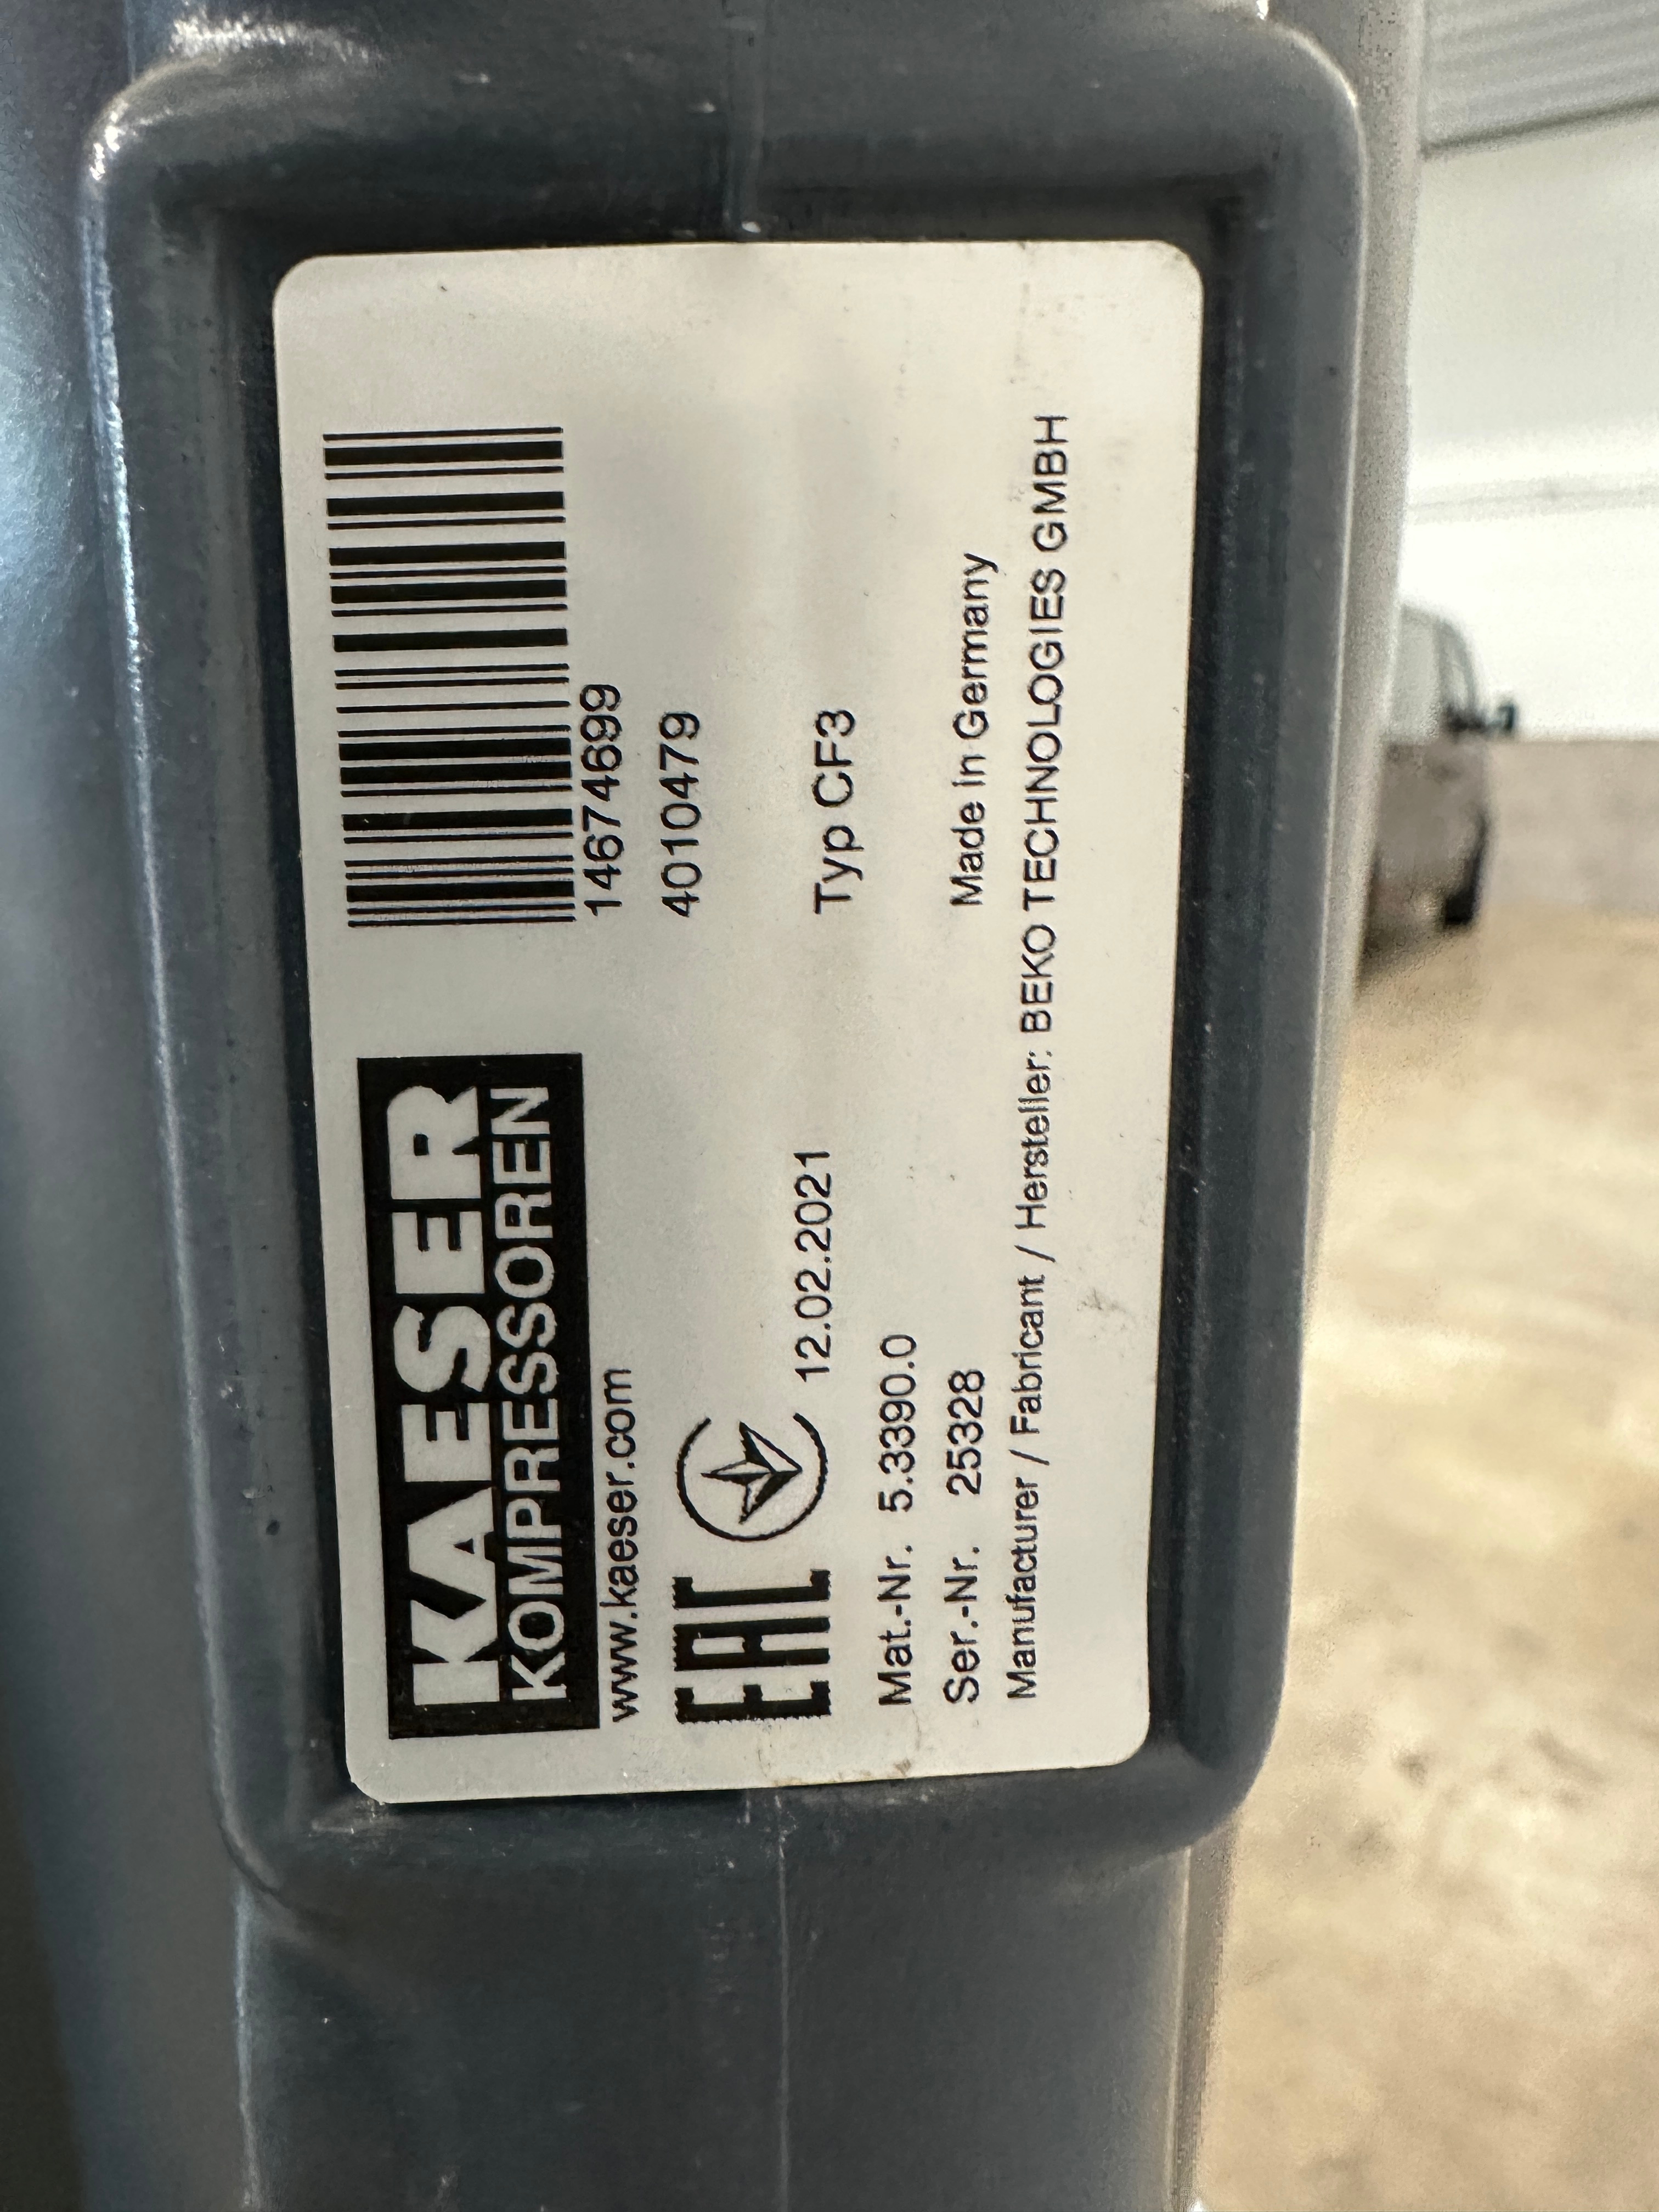 KAESER
KOMPRESSOREN
www.kaeser.com
14674699
4010479
EAC
12.02.2021
Typ CF3
Mat.-Nr. 5.3390.0
Ser.-Nr. 25328
Made in Germany
Manufacturer / Fabricant / Hersteller: BEKO TECHNOLOGIES GMBH